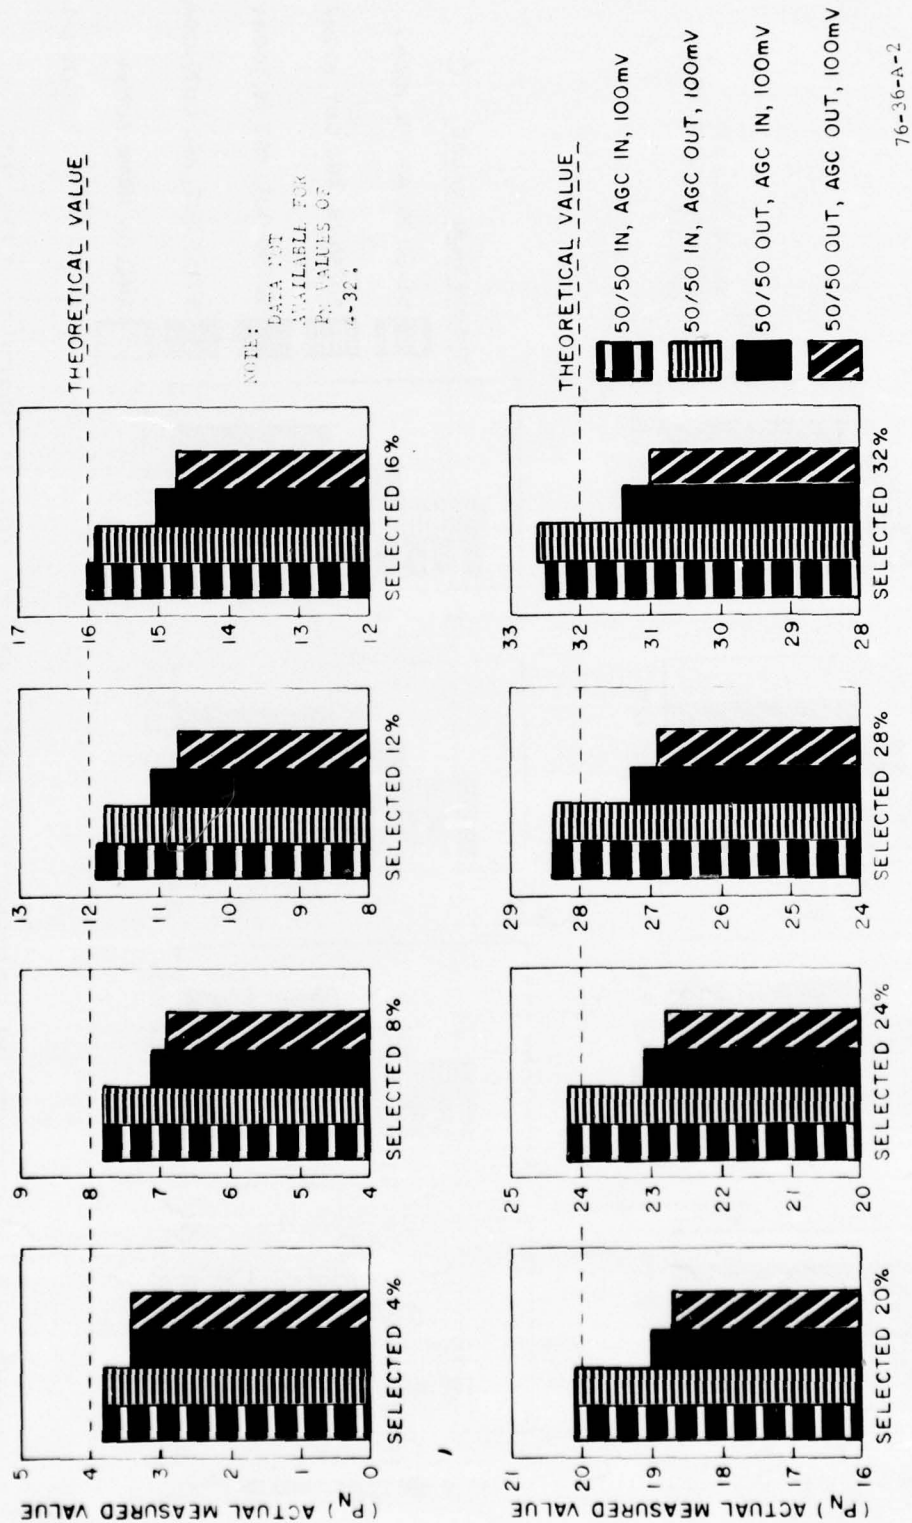 (P_N) ACTUAL MEASURED VALUE
5
4
3
2
1
0
SELECTED 4%
9
8
7
6
5
4
SELECTED 8%
13
12
11
10
9
8
SELECTED 12%
17
16
15
14
13
12
SELECTED 16%
THEORETICAL VALUE
NOTE:
DATA NOT
AVAILABLE FOR
VALUES OF
(P_N) ACTUAL MEASURED VALUE
21
20
19
18
17
16
SELECTED 20%
25
24
23
22
21
20
SELECTED 24%
29
28
27
26
25
24
SELECTED 28%
33
32
31
30
29
28
SELECTED 32%
THEORETICAL VALUE
50/50 IN, AGC IN, 100mV
50/50 IN, AGC OUT, 100mV
50/50 OUT, AGC IN, 100mV
50/50 OUT, AGC OUT, 100mV
76-36-A-2